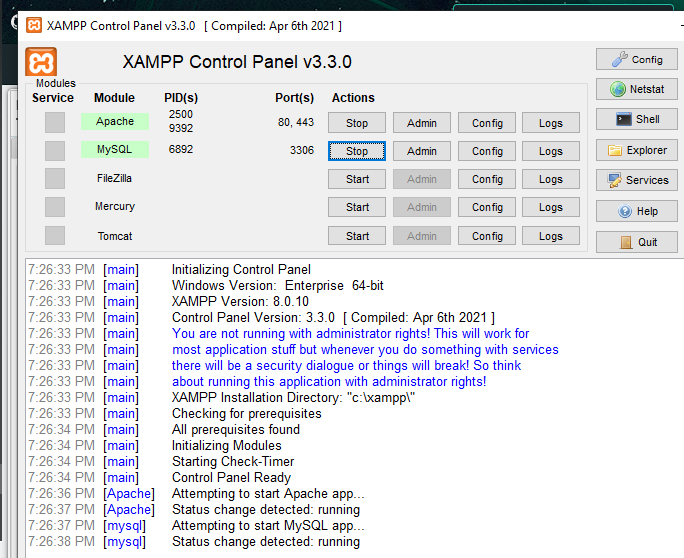 XAMPP Control Panel v3.3.0 [ Compiled: Apr 6th 2021 ]
XAMPP Control Panel v3.3.0
Config
Modules
Service Module PID(s) Port(s) Actions
Netstat
Apache 2500 9392 80, 443 Stop Admin Config Logs
Shell
MySQL 6892 3306 Stop Admin Config Logs
Explorer
FileZilla Start Admin Config Logs
Services
Mercury Start Admin Config Logs
Help
Tomcat Start Admin Config Logs
Quit
7:26:33 PM [main] Initializing Control Panel
7:26:33 PM [main] Windows Version: Enterprise 64-bit
7:26:33 PM [main] XAMPP Version: 8.0.10
7:26:33 PM [main] Control Panel Version: 3.3.0 [ Compiled: Apr 6th 2021 ]
7:26:33 PM [main] You are not running with administrator rights! This will work for
7:26:33 PM [main] most application stuff but whenever you do something with services
7:26:33 PM [main] there will be a security dialogue or things will break! So think
7:26:33 PM [main] about running this application with administrator rights!
7:26:33 PM [main] XAMPP Installation Directory: "c:\xampp\"
7:26:33 PM [main] Checking for prerequisites
7:26:34 PM [main] All prerequisites found
7:26:34 PM [main] Initializing Modules
7:26:34 PM [main] Starting Check-Timer
7:26:34 PM [main] Control Panel Ready
7:26:36 PM [Apache] Attempting to start Apache app...
7:26:37 PM [Apache] Status change detected: running
7:26:37 PM [mysql] Attempting to start MySQL app...
7:26:38 PM [mysql] Status change detected: running